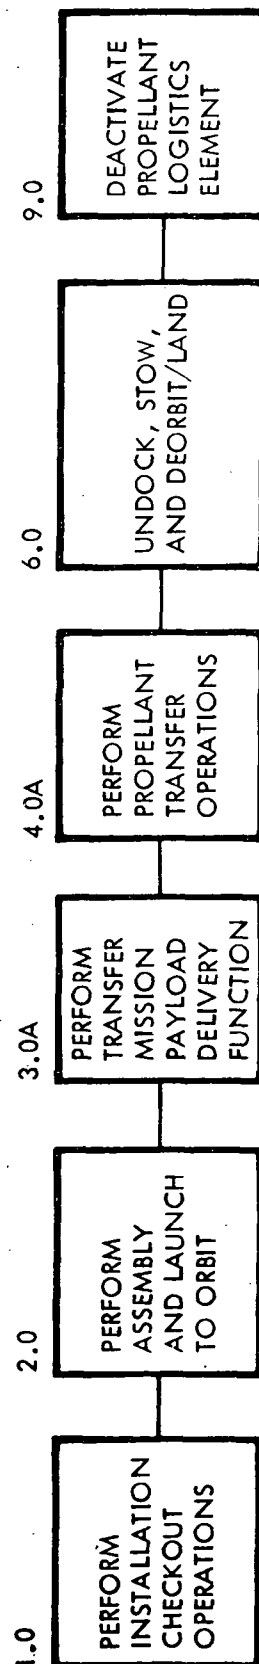 1.0
PERFORM
INSTALLATION
CHECKOUT
OPERATIONS
2.0
PERFORM
ASSEMBLY
AND LAUNCH
TO ORBIT
3.0A
PERFORM
TRANSFER
MISSION
PAYLOAD
DELIVERY
FUNCTION
4.0A
PERFORM
PROPELLANT
TRANSFER
OPERATIONS
6.0
UNDOCK, STOW,
AND DEORBIT/LAND
9.0
DEACTIVATE
PROPELLANT
LOGISTICS
ELEMENT